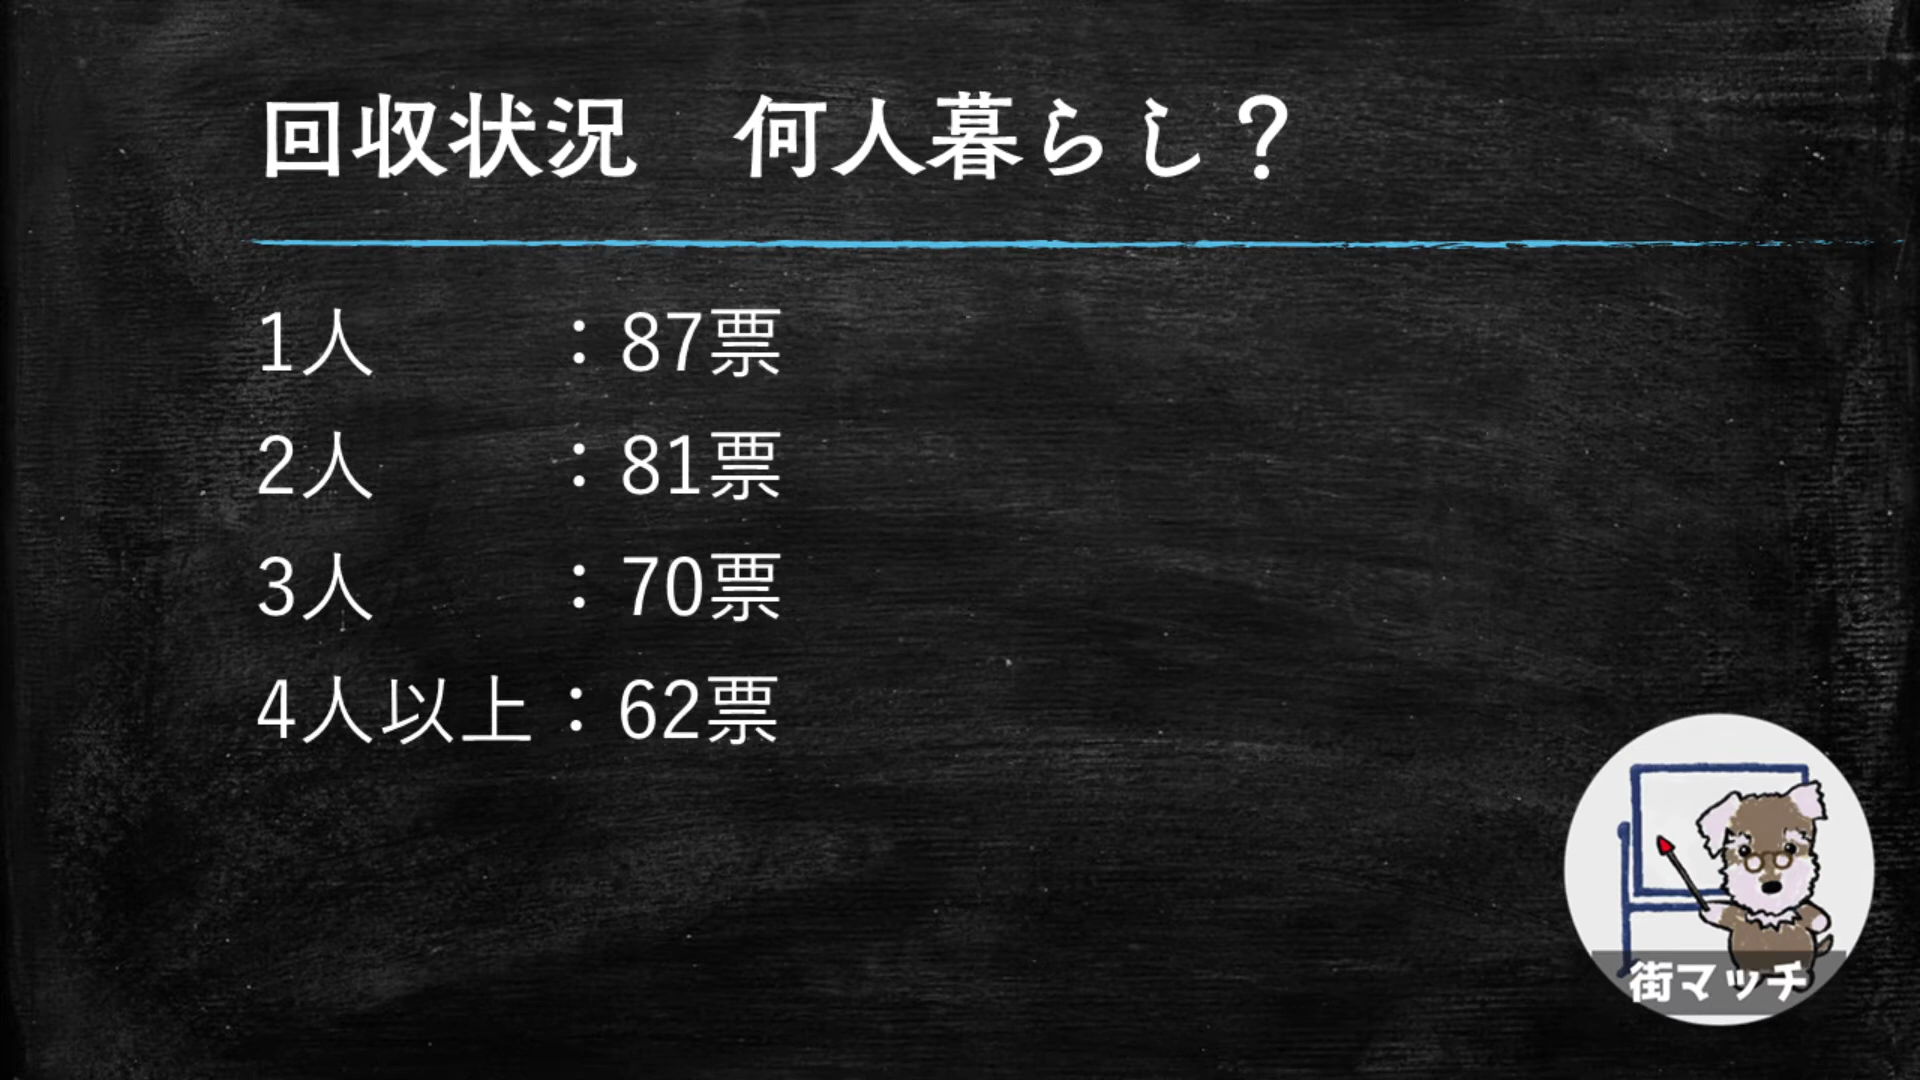 回収状況　何人暮らし？
1人　　　：87票
2人　　　：81票
3人　　　：70票
4人以上：62票
街マッチ